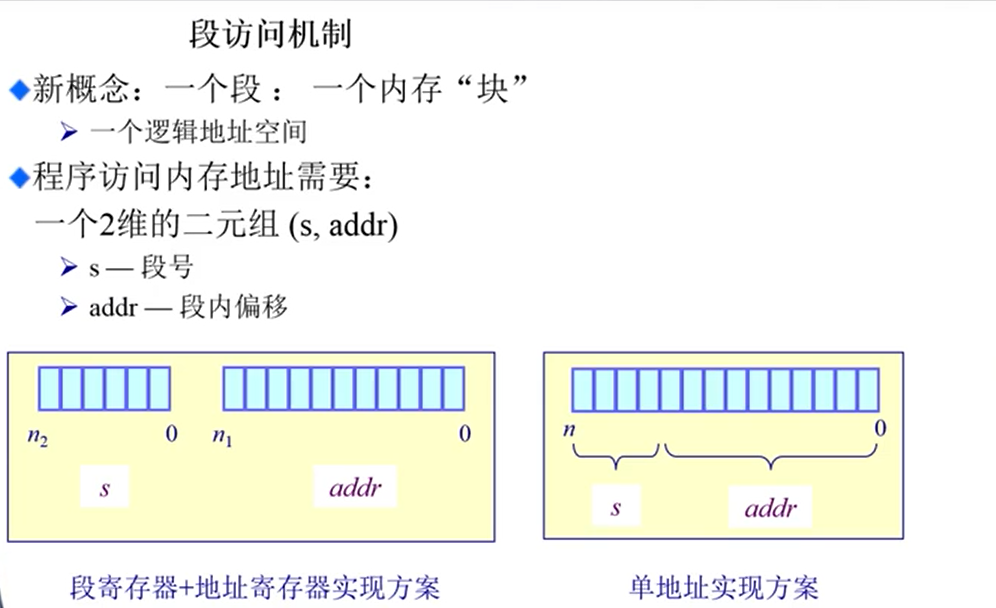 段访问机制
新概念：一个段： 一个内存“块”
一个逻辑地址空间
程序访问内存地址需要：
一个2维的二元组 (s, addr)
s — 段号
addr — 段内偏移
n₂ 0 n₁ 0
s addr
段寄存器+地址寄存器实现方案
n 0
s addr
单地址实现方案